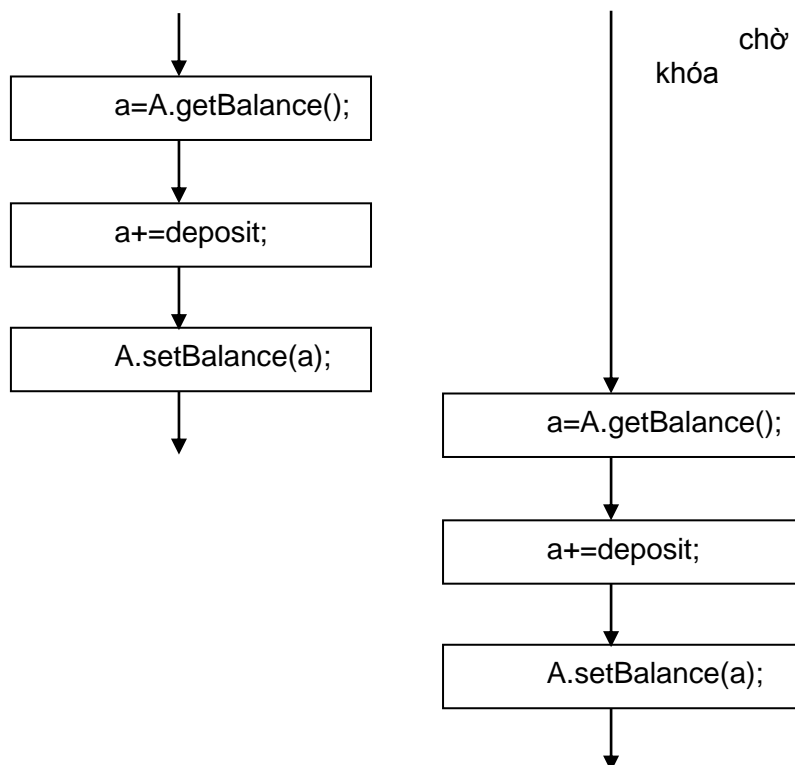 chờ
khóa
a=A.getBalance();
a+=deposit;
A.setBalance(a);
a=A.getBalance();
a+=deposit;
A.setBalance(a);